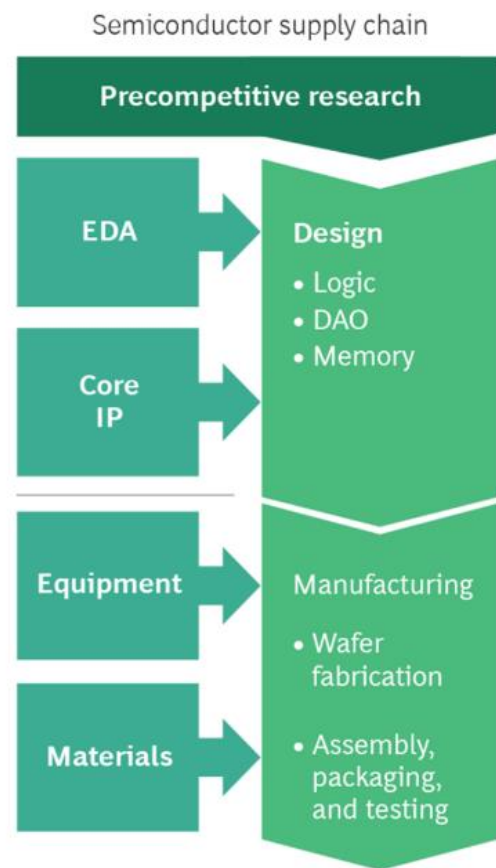 Semiconductor supply chain
Precompetitive research
EDA
Core
IP
Design
• Logic
• DAO
• Memory
Equipment
Materials
Manufacturing
• Wafer
fabrication
• Assembly,
packaging,
and testing